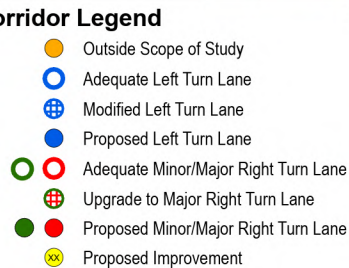 orridor Legend
Outside Scope of Study
Adequate Left Turn Lane
Modified Left Turn Lane
Proposed Left Turn Lane
Adequate Minor/Major Right Turn Lane
Upgrade to Major Right Turn Lane
Proposed Minor/Major Right Turn Lane
xx Proposed Improvement